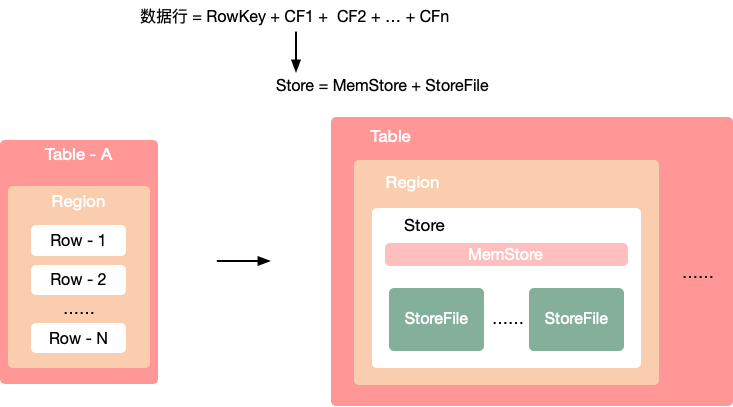 数据行 = RowKey + CF1 + CF2 + ... + CFn
Store = MemStore + StoreFile
Table - A
Region
Row - 1
Row - 2
......
Row - N
Table
Region
Store
MemStore
StoreFile ...... StoreFile
......